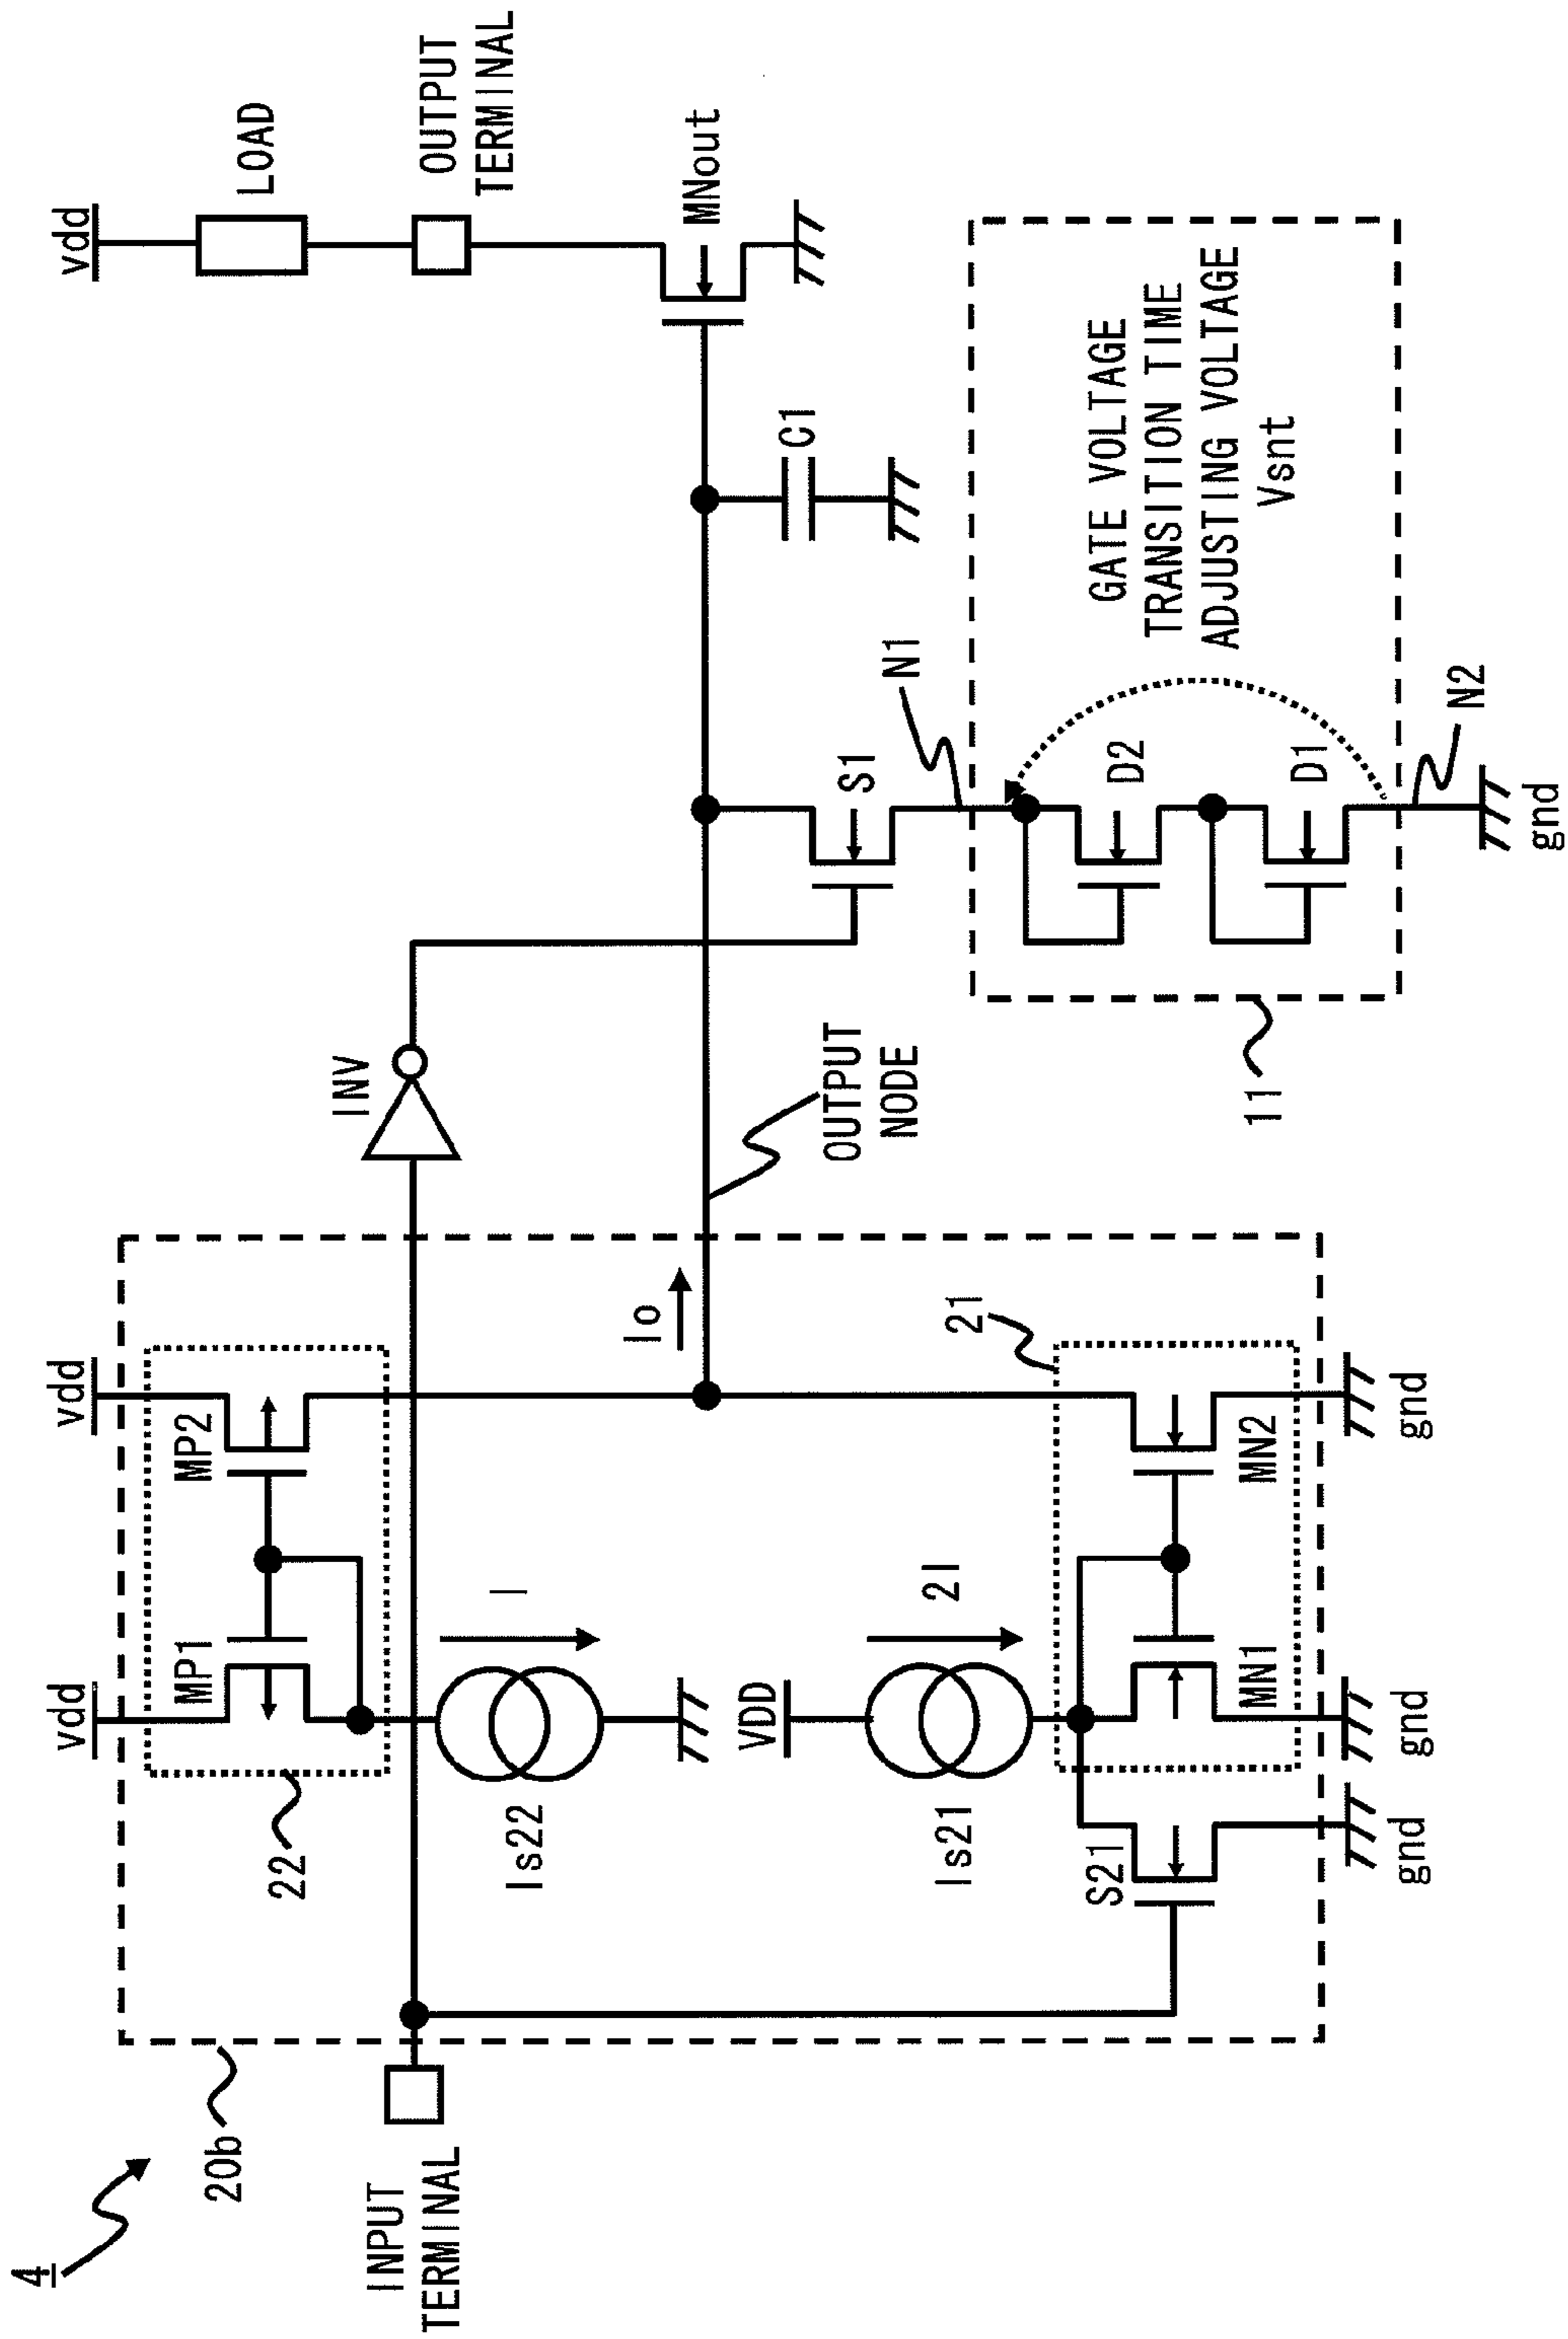 4
20b
INPUT
TERMINAL
22
vdd
vdd
MP1
MP2
Is22
I
VDD
Is21
2I
S21
MN1
MN2
21
gnd
gnd
gnd
Io
INV
OUTPUT
NODE
S1
N1
11
D2
D1
N2
gnd
GATE VOLTAGE
TRANSITION TIME
ADJUSTING VOLTAGE
Vsnt
C1
MNout
vdd
LOAD
OUTPUT
TERMINAL